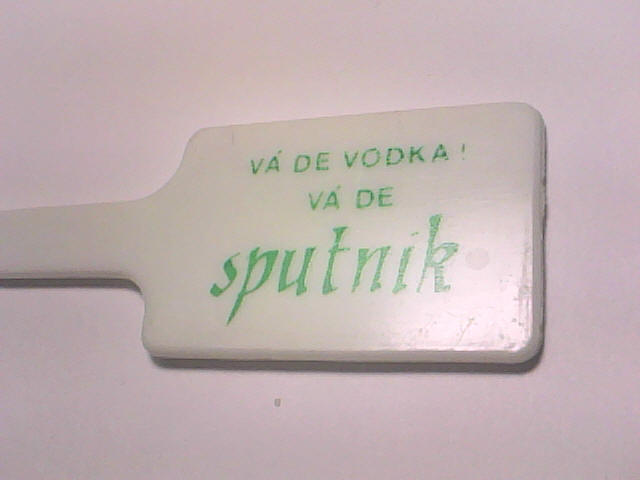 VÁ DE VODKA!
VÁ DE
sputnik